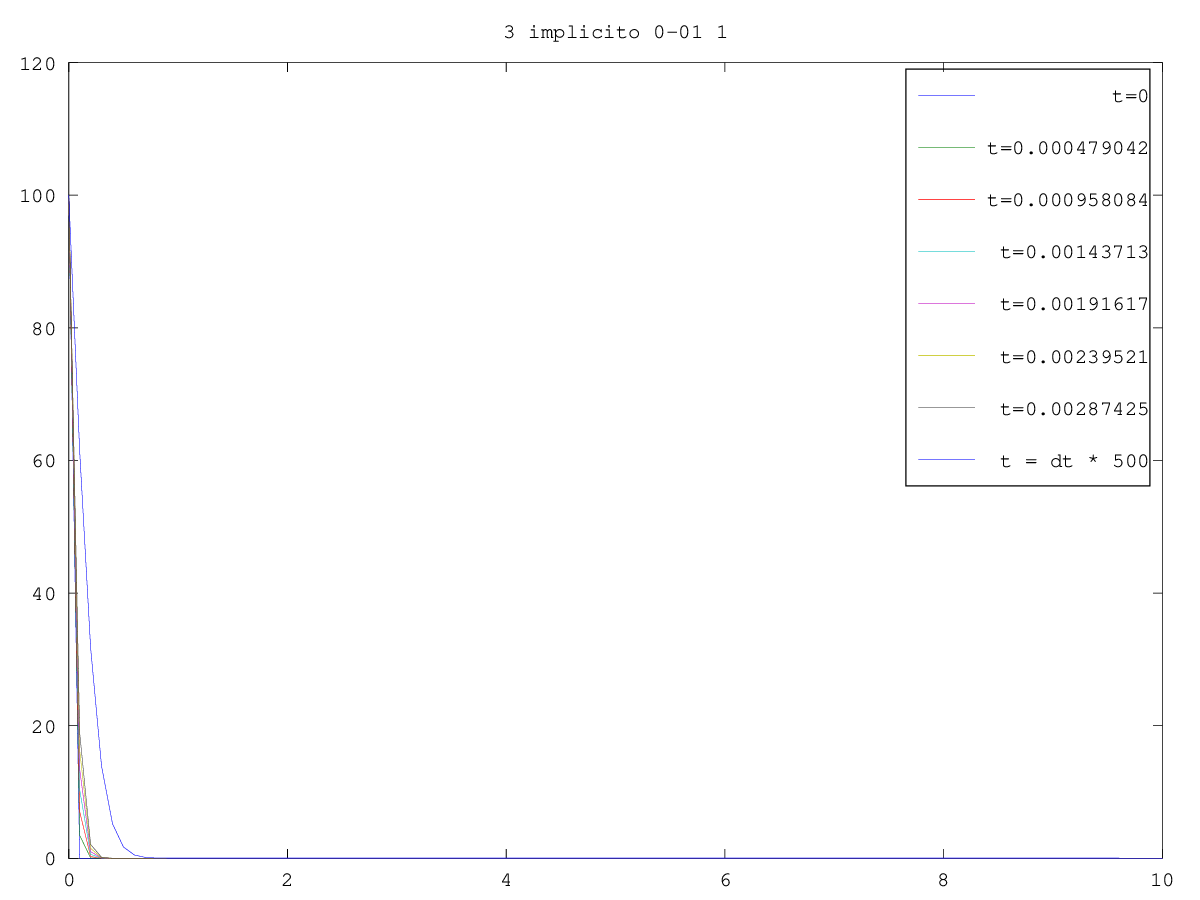 3 implicito 0-01 1
120
100
80
60
40
20
0
0 2 4 6 8 10
t=0
t=0.000479042
t=0.000958084
t=0.00143713
t=0.00191617
t=0.00239521
t=0.00287425
t = dt * 500